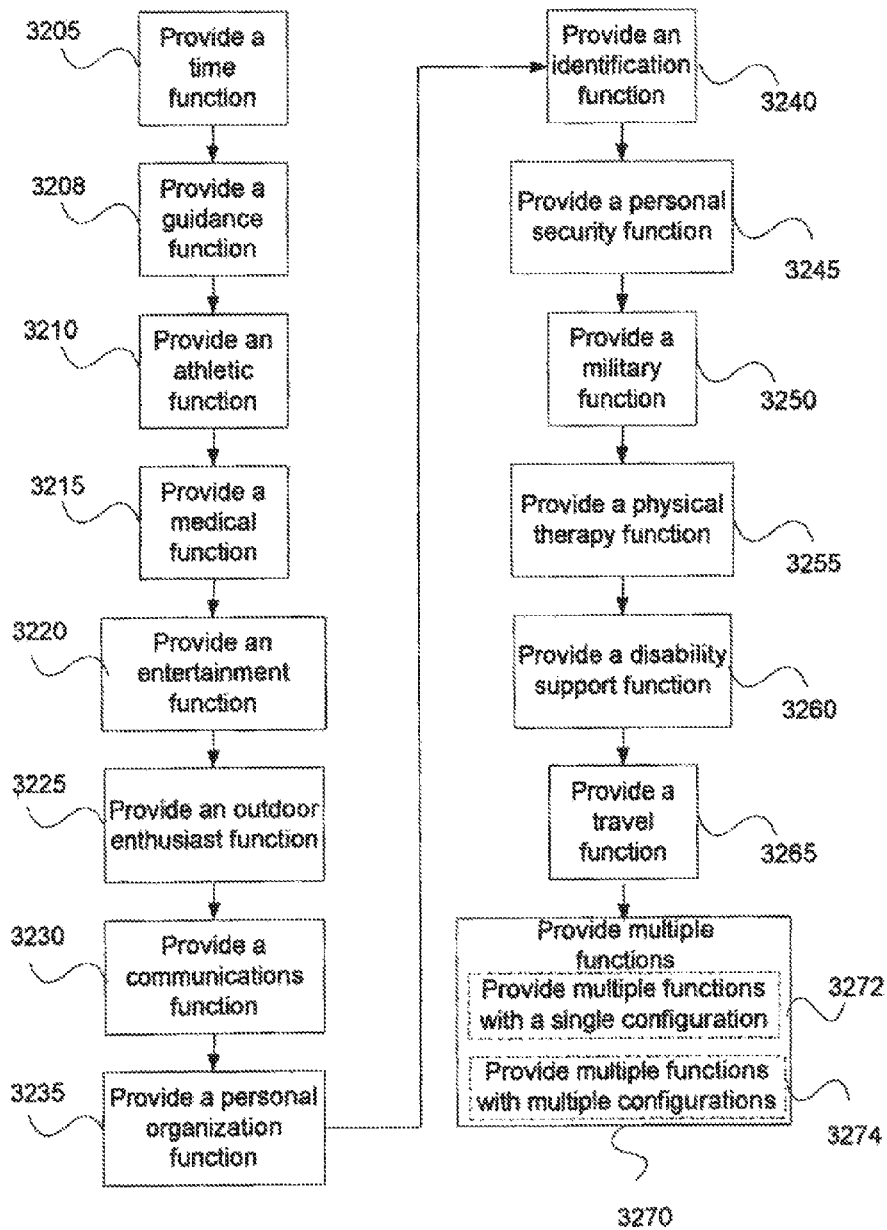 3205
Provide a
time
function
3208
Provide a
guidance
function
3210
Provide an
athletic
function
3215
Provide a
medical
function
3220
Provide an
entertainment
function
3225
Provide an outdoor
enthusiast function
3230
Provide a
communications
function
3235
Provide a personal
organization
function
Provide an
identification
function
3240
Provide a personal
security function
3245
Provide a
military
function
3250
Provide a physical
therapy function
3255
Provide a disability
support function
3260
Provide a
travel
function
3265
Provide multiple
functions
Provide multiple functions
with a single configuration
3272
Provide multiple functions
with multiple configurations
3274
3270